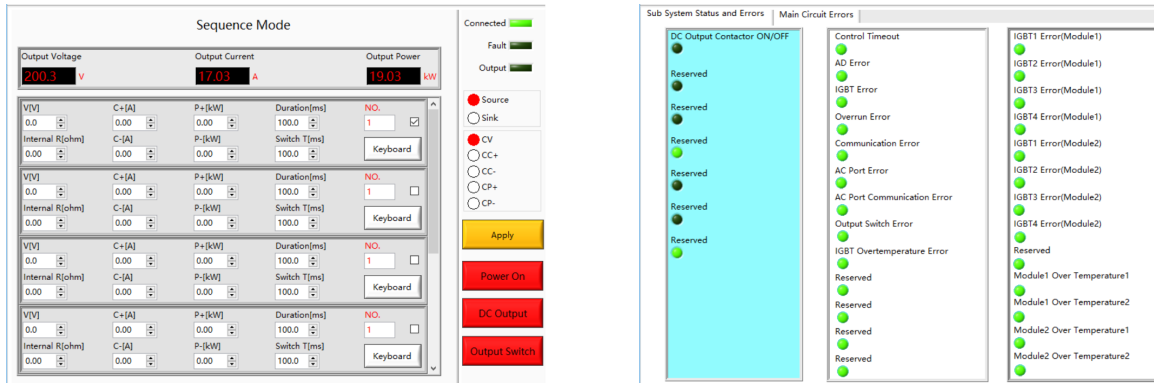 Sequence Mode
Output Voltage Output Current Output Power
200.3 V 17.03 A 19.03 kW
V[V] C+[A] P+[kW] Duration[ms] NO.
0.0 0.00 0.00 100.0 1
Internal R[ohm] C-[A] P-[kW] Switch T[ms]
0.00 0.00 0.00 100.0 Keyboard
V[V] C+[A] P+[kW] Duration[ms] NO.
0.0 0.00 0.00 100.0 1
Internal R[ohm] C-[A] P-[kW] Switch T[ms]
0.00 0.00 0.00 100.0 Keyboard
V[V] C+[A] P+[kW] Duration[ms] NO.
0.0 0.00 0.00 100.0 1
Internal R[ohm] C-[A] P-[kW] Switch T[ms]
0.00 0.00 0.00 100.0 Keyboard
V[V] C+[A] P+[kW] Duration[ms] NO.
0.0 0.00 0.00 100.0 1
Internal R[ohm] C-[A] P-[kW] Switch T[ms]
0.00 0.00 0.00 100.0 Keyboard
Connected
Fault
Output
Source
Sink
CV
CC+
CC-
CP+
CP-
Apply
Power On
DC Output
Output Switch
Sub System Status and Errors Main Circuit Errors
DC Output Contactor ON/OFF
Reserved
Reserved
Reserved
Reserved
Reserved
Reserved
Control Timeout
AD Error
IGBT Error
Overrun Error
Communication Error
AC Port Error
AC Port Communication Error
Output Switch Error
IGBT Overtemperature Error
Reserved
Reserved
Reserved
Reserved
IGBT1 Error(Module1)
IGBT2 Error(Module1)
IGBT3 Error(Module1)
IGBT4 Error(Module1)
IGBT1 Error(Module2)
IGBT2 Error(Module2)
IGBT3 Error(Module2)
IGBT4 Error(Module2)
Reserved
Module1 Over Temperature1
Module1 Over Temperature2
Module2 Over Temperature1
Module2 Over Temperature2